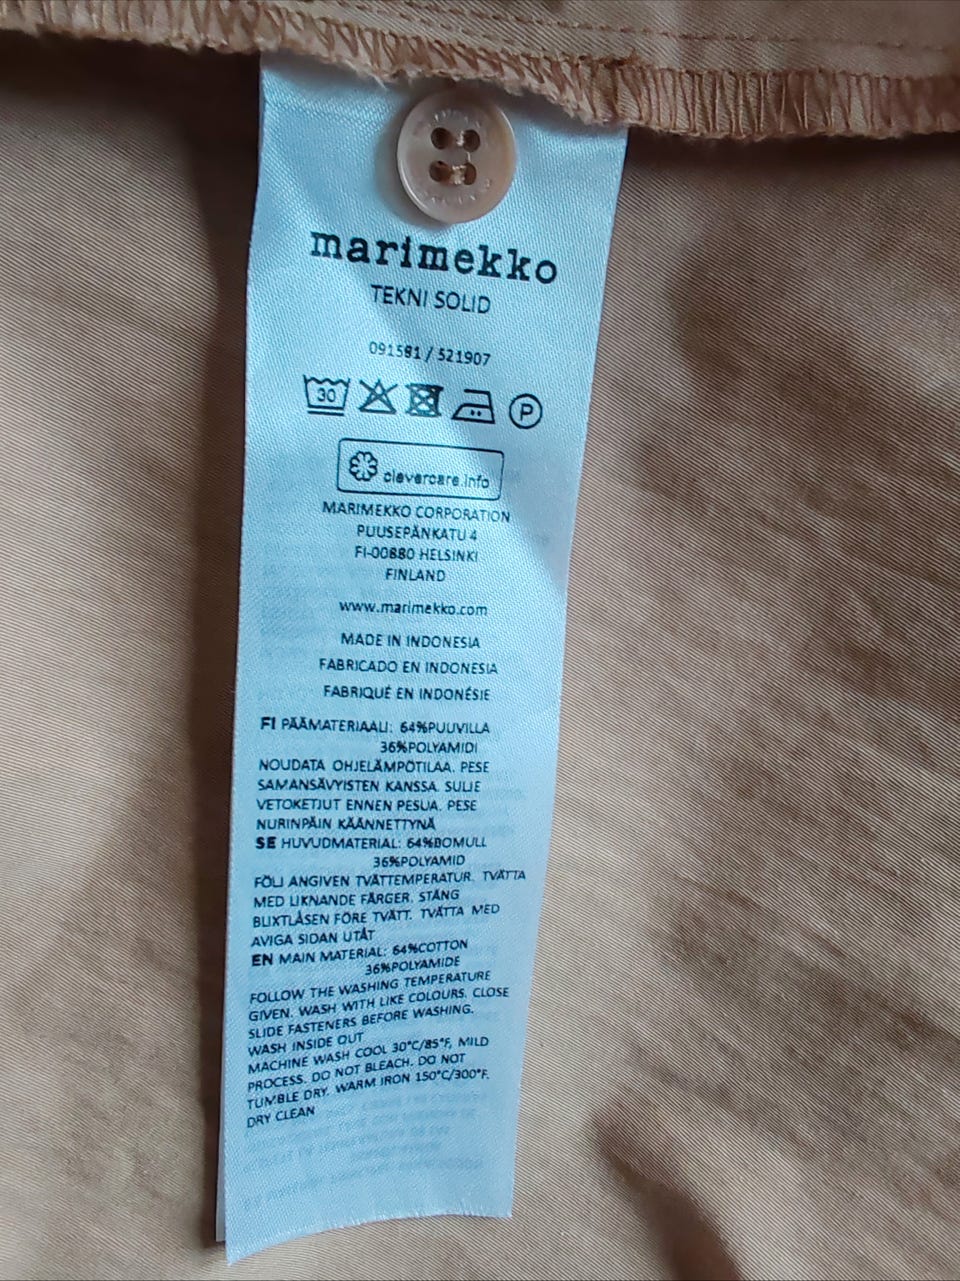 marimekko
TEKNI SOLID
091581 / 521907
30 P
clevercare.info
MARIMEKKO CORPORATION
PUUSEPÄNKATU 4
FI-00880 HELSINKI
FINLAND
www.marimekko.com
MADE IN INDONESIA
FABRICADO EN INDONESIA
FABRIQUÉ EN INDONÉSIE
FI PÄÄMATERIAALI: 64%PUUVILLA
36%POLYAMIDI
NOUDATA OHJELÄMPÖTILAA. PESE
SAMANSÄVYISTEN KANSSA. SULJE
VETOKETJUT ENNEN PESUA. PESE
NURINPÄIN KÄÄNNETTYNÄ
SE HUVUDMATERIAL: 64%BOMULL
36%POLYAMID
FÖLJ ANGIVEN TVÄTTEMPERATUR. TVÄTTA
MED LIKNANDE FÄRGER. STÄNG
BLIXTLÅSEN FÖRE TVÄTT. TVÄTTA MED
AVIGA SIDAN UTÅT
EN MAIN MATERIAL: 64%COTTON
36%POLYAMIDE
FOLLOW THE WASHING TEMPERATURE
GIVEN. WASH WITH LIKE COLOURS. CLOSE
SLIDE FASTENERS BEFORE WASHING.
WASH INSIDE OUT
MACHINE WASH COOL 30°C/85°F, MILD
PROCESS. DO NOT BLEACH. DO NOT
TUMBLE DRY. WARM IRON 150°C/300°F.
DRY CLEAN